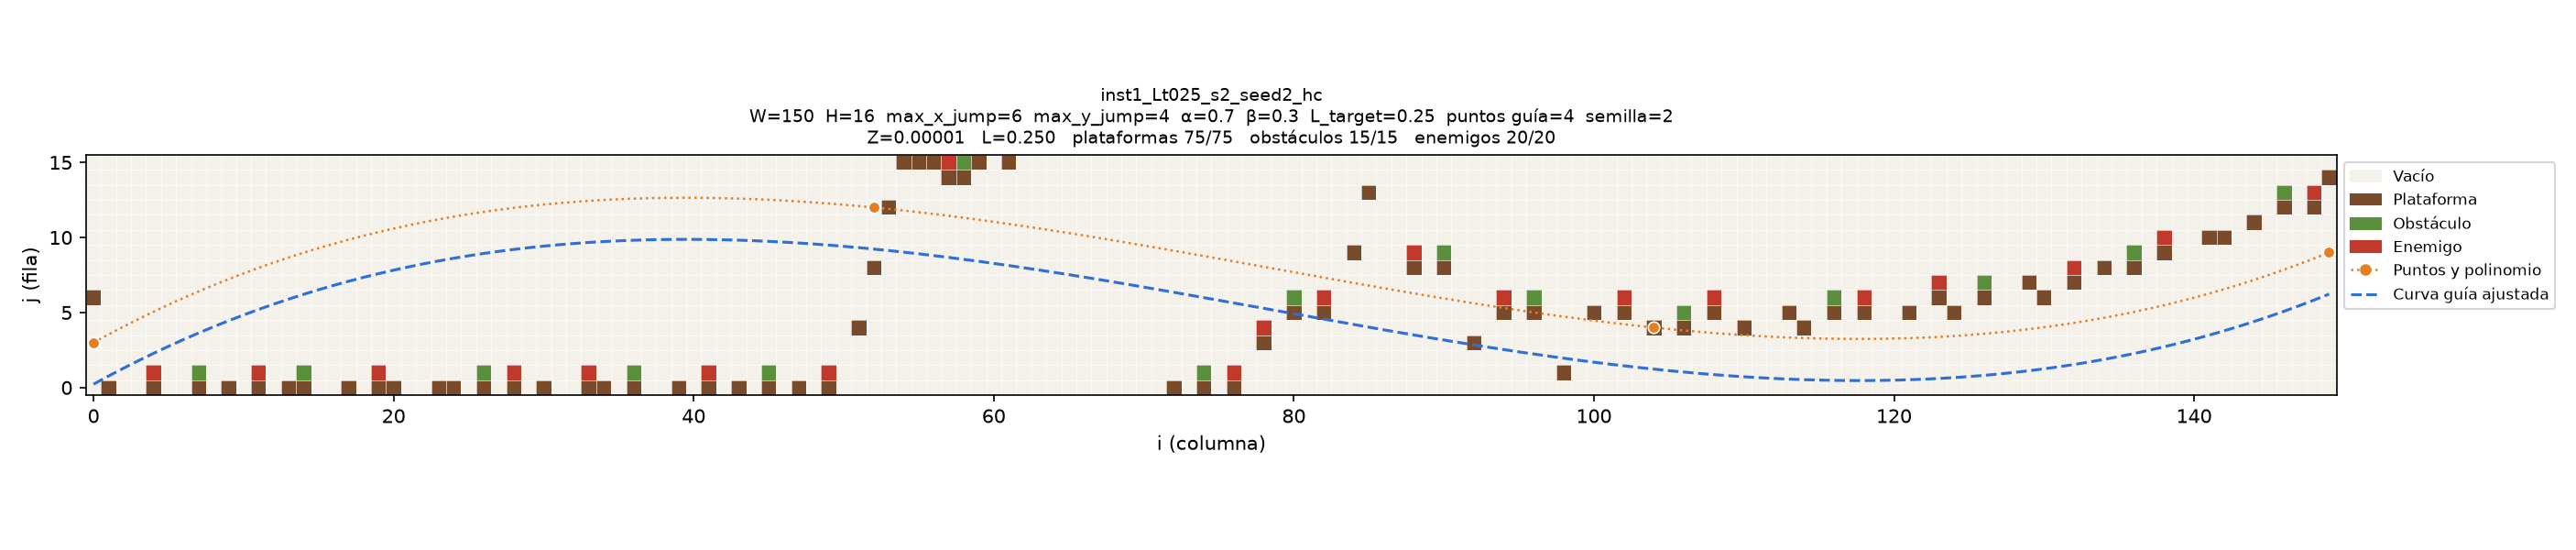 inst1_Lt025_s2_seed2_hc
W=150 H=16 max_x_jump=6 max_y_jump=4 α=0.7 β=0.3 L_target=0.25 puntos guía=4 semilla=2
Z=0.00001 L=0.250 plataformas 75/75 obstáculos 15/15 enemigos 20/20
15
10
5
0
j (fila)
0 20 40 60 80 100 120 140
i (columna)
Vacío
Plataforma
Obstáculo
Enemigo
Puntos y polinomio
Curva guía ajustada